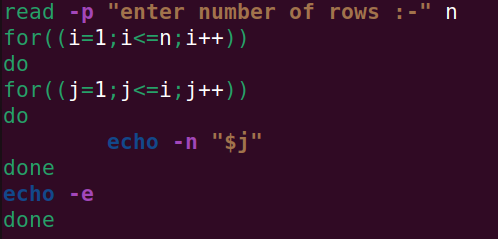 read -p "enter number of rows :-" n
for((i=1;i<=n;i++))
do
for((j=1;j<=i;j++))
do
        echo -n "$j"
done
echo -e
done